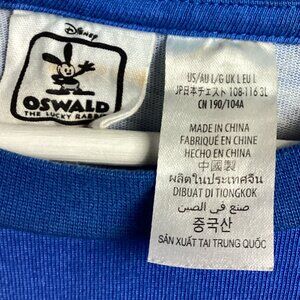 Disney
OSWALD
THE LUCKY RABBIT
US/AU L/G UK L EU L
JP日本チェスト 108-116 3L
CN 190/104A
MADE IN CHINA
FABRIQUÉ EN CHINE
HECHO EN CHINA
中國製
ผลิตในประเทศจีน
DIBUAT DI TIONGKOK
صنع في الصين
중국산
SẢN XUẤT TẠI TRUNG QUỐC